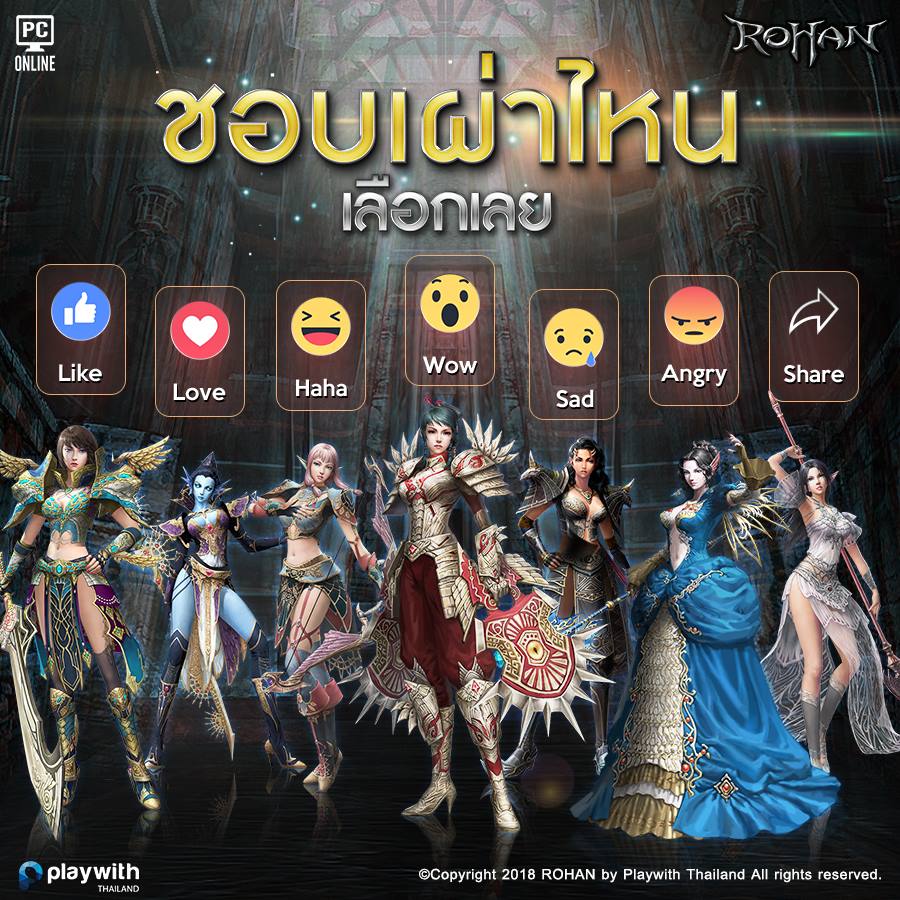 PC
ONLINE
ROHAN
ชอบเผ่าไหน
เลือกเลย
Like
Love
Haha
Wow
Sad
Angry
Share
playwith
THAILAND
©Copyright 2018 ROHAN by Playwith Thailand All rights reserved.